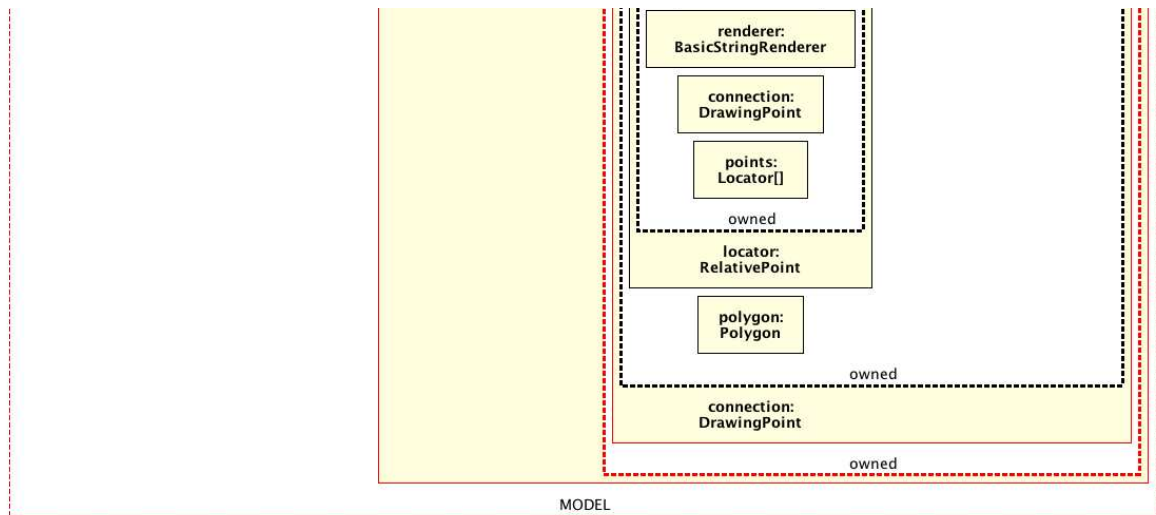 renderer:
BasicStringRenderer
connection:
DrawingPoint
points:
Locator[]
owned
locator:
RelativePoint
polygon:
Polygon
owned
connection:
DrawingPoint
owned
MODEL